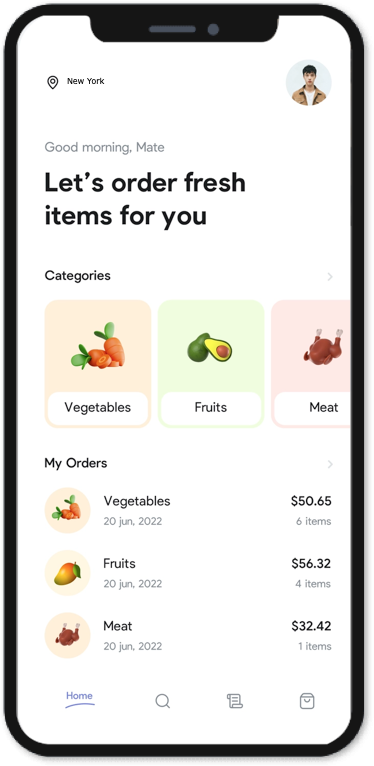 New York
Good morning, Mate
Let’s order fresh
items for you
Categories
Vegetables
Fruits
Meat
My Orders
Vegetables
$50.65
20 jun, 2022
6 items
Fruits
$56.32
20 jun, 2022
4 items
Meat
$32.42
20 jun, 2022
1 items
Home